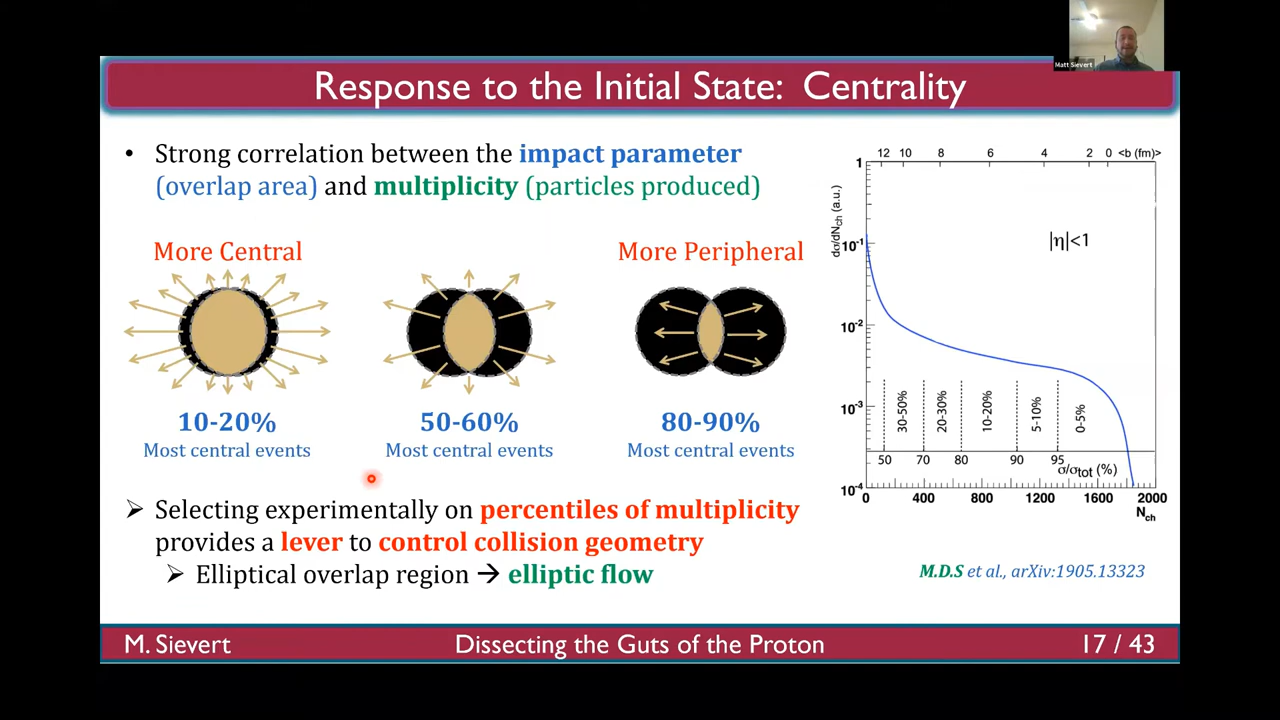 Matt Sievert
Response to the Initial State: Centrality
• Strong correlation between the impact parameter
(overlap area) and multiplicity (particles produced)
More Central
More Peripheral
10-20%
Most central events
50-60%
Most central events
80-90%
Most central events
➢ Selecting experimentally on percentiles of multiplicity
provides a lever to control collision geometry
➢ Elliptical overlap region → elliptic flow
12 10 8 6 4 2 0 <b (fm)>
dσ/dN_ch (a.u.)
1
10⁻¹
10⁻²
10⁻³
10⁻⁴
|η|<1
30-50%
20-30%
10-20%
5-10%
0-5%
50 70 80 90 95
σ/σ_tot (%)
0 400 800 1200 1600 2000
N_ch
M.D.S et al., arXiv:1905.13323
M. Sievert
Dissecting the Guts of the Proton
17 / 43